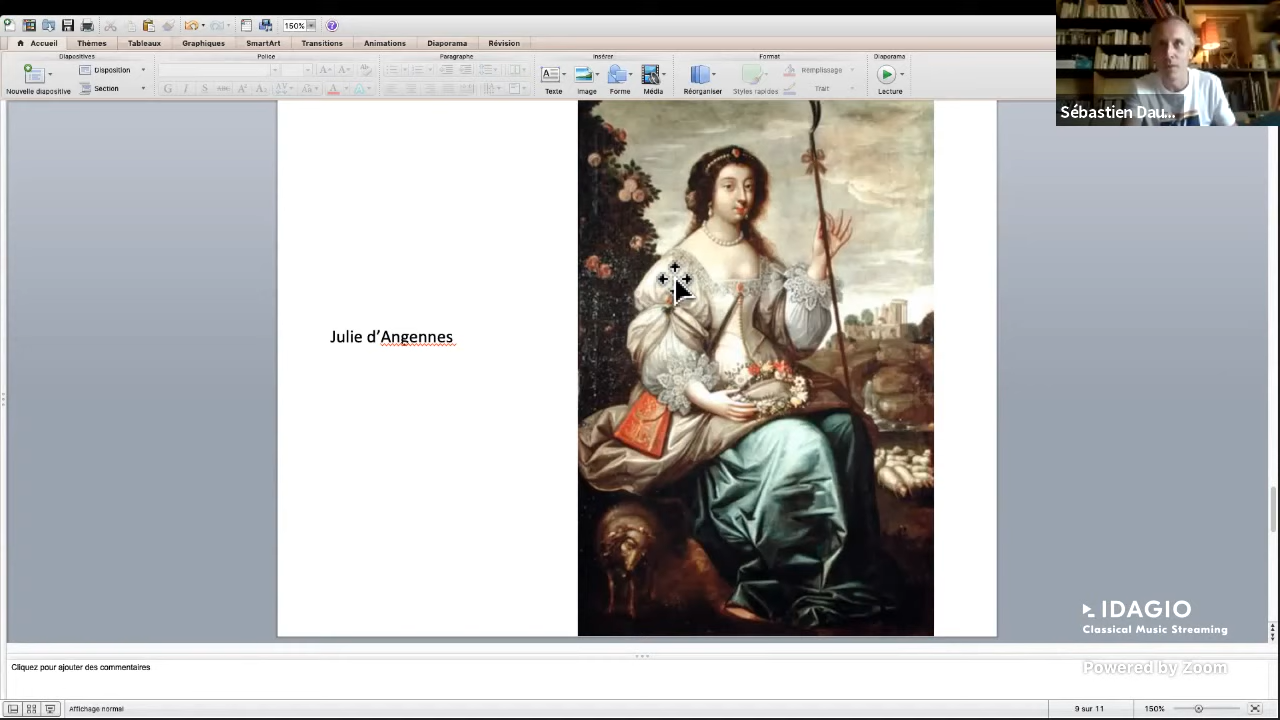 150%
Accueil Thèmes Tableaux Graphiques SmartArt Transitions Animations Diaporama Révision
Diapositives Police Paragraphe Insérer Format Diaporama
Nouvelle diapositive Disposition Section
G I S ABC
Texte Image Forme Média
Réorganiser Styles rapides Remplissage Trait
Lecture
Sébastien Dau...
Julie d’Angennes
IDAGIO
Classical Music Streaming
Powered by Zoom
Cliquez pour ajouter des commentaires
Affichage normal 9 sur 11 150%